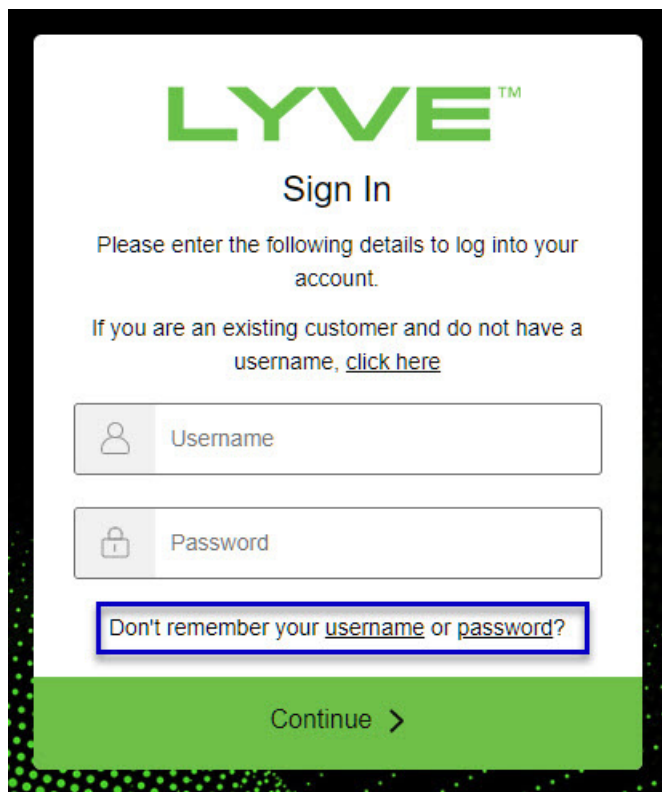 LYVE™
Sign In
Please enter the following details to log into your
account.
If you are an existing customer and do not have a
username, click here
Username
Password
Don't remember your username or password?
Continue >